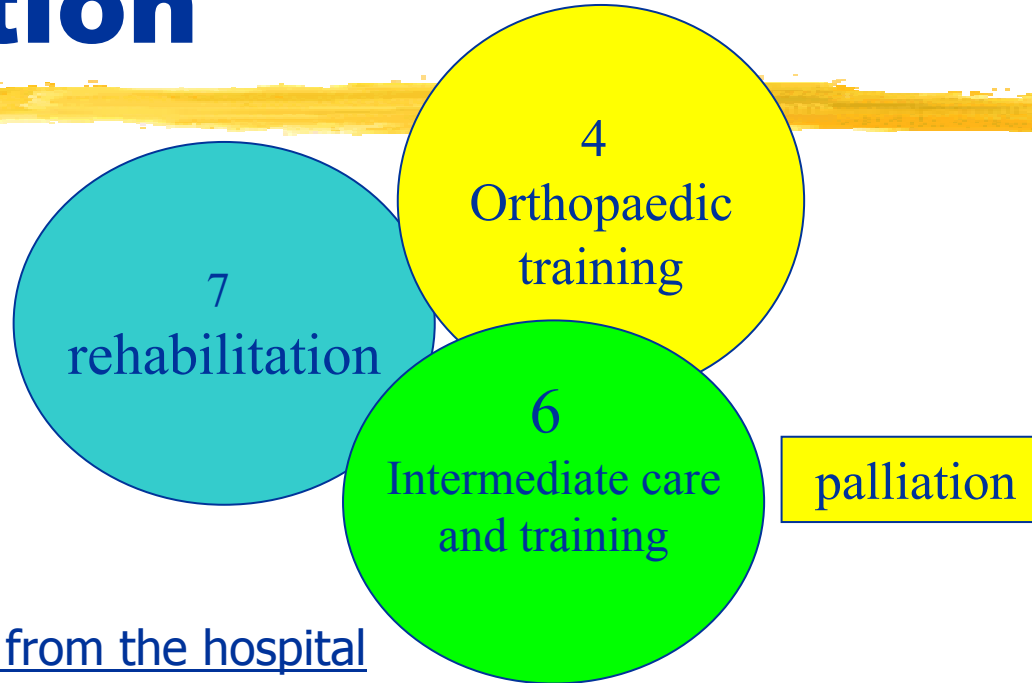 tion
4
Orthopaedic
training
7
rehabilitation
6
Intermediate care
and training
palliation
from the hospital